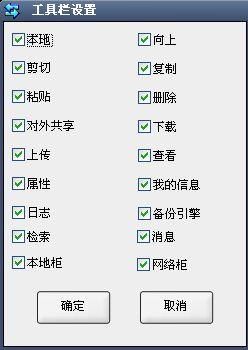 工具栏设置
本地 向上
剪切 复制
粘贴 删除
对外共享 下载
上传 查看
属性 我的信息
日志 备份引擎
检索 消息
本地柜 网络柜
确定 取消